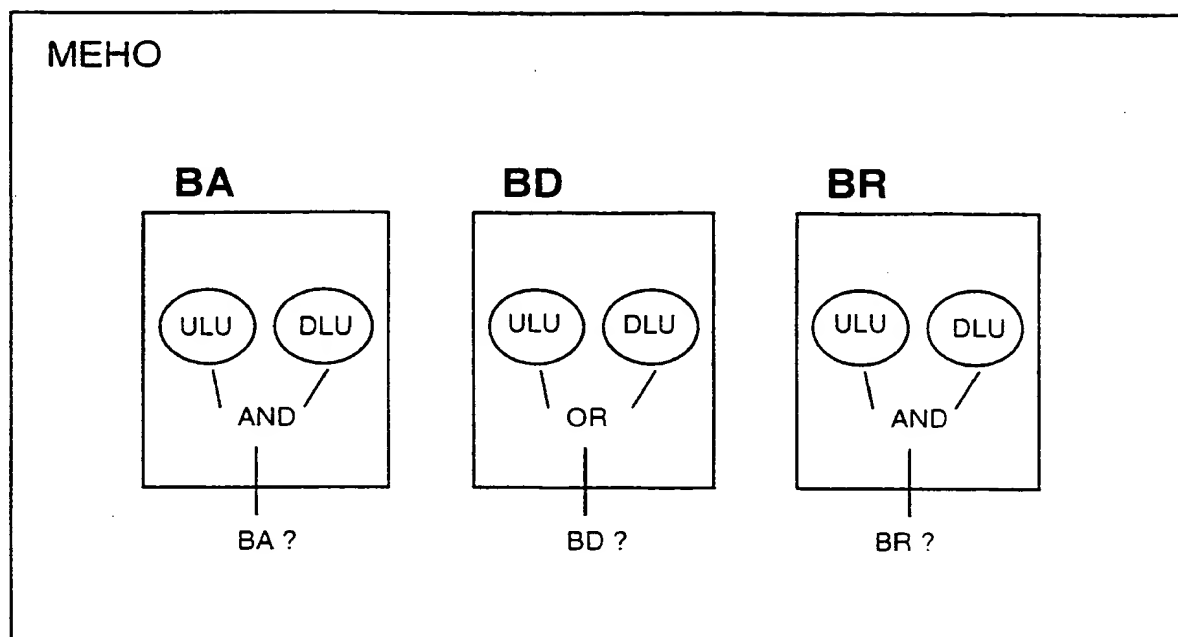 MEHO
BA BD BR
ULU DLU ULU DLU ULU DLU
AND OR AND
BA ? BD ? BR ?